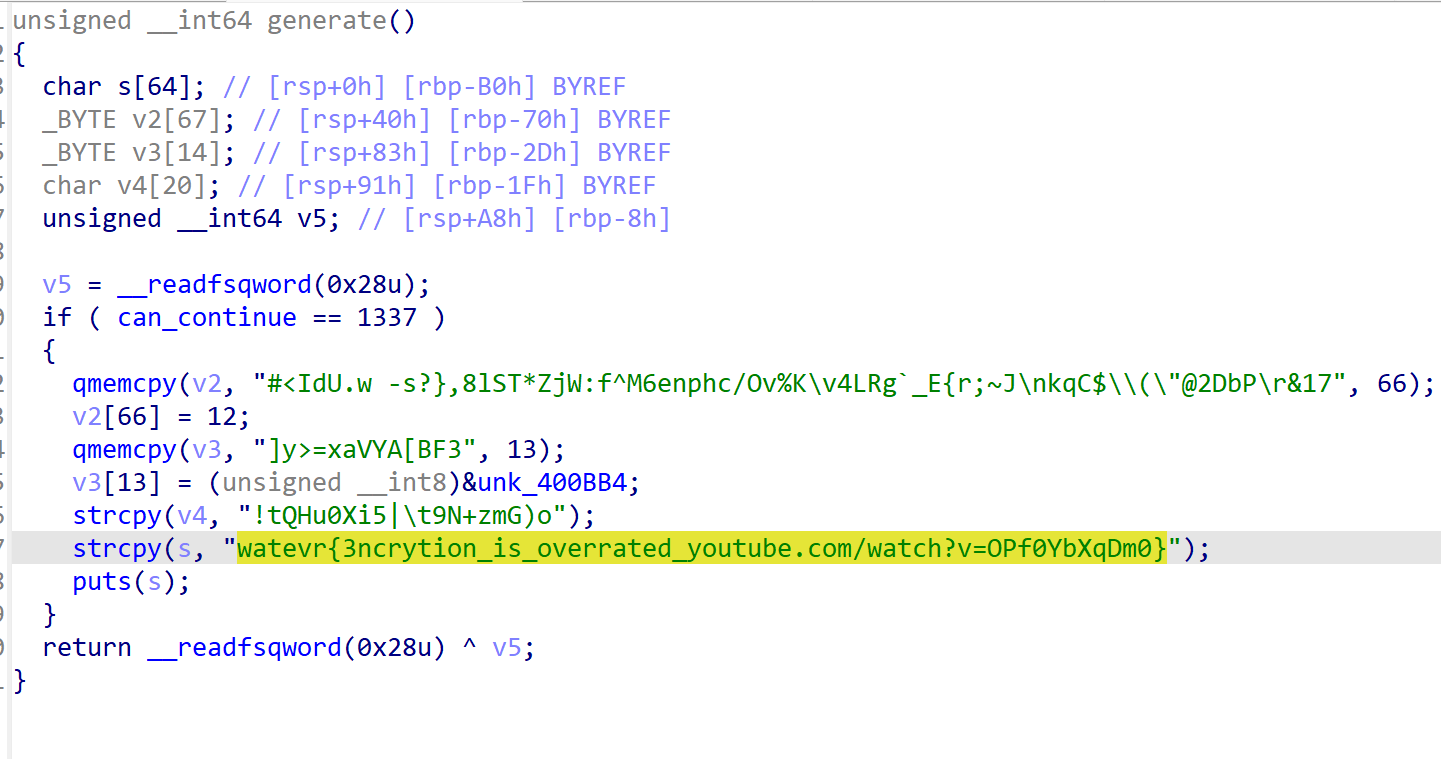 unsigned __int64 generate()
{
  char s[64]; // [rsp+0h] [rbp-B0h] BYREF
  _BYTE v2[67]; // [rsp+40h] [rbp-70h] BYREF
  _BYTE v3[14]; // [rsp+83h] [rbp-2Dh] BYREF
  char v4[20]; // [rsp+91h] [rbp-1Fh] BYREF
  unsigned __int64 v5; // [rsp+A8h] [rbp-8h]

  v5 = __readfsqword(0x28u);
  if ( can_continue == 1337 )
  {
    qmemcpy(v2, "#<IdU.w -s?},8lST*ZjW:f^M6enphc/Ov%K\v4LRg`_E{r;~J\nkqC$\\(\"@2DbP\r&17", 66);
    v2[66] = 12;
    qmemcpy(v3, "]y>=xaVYA[BF3", 13);
    v3[13] = (unsigned __int8)&unk_400BB4;
    strcpy(v4, "!tQHu0Xi5|\t9N+zmG)o");
    strcpy(s, "watevr{3ncrytion_is_overrated_youtube.com/watch?v=OPf0YbXqDm0}");
    puts(s);
  }
  return __readfsqword(0x28u) ^ v5;
}